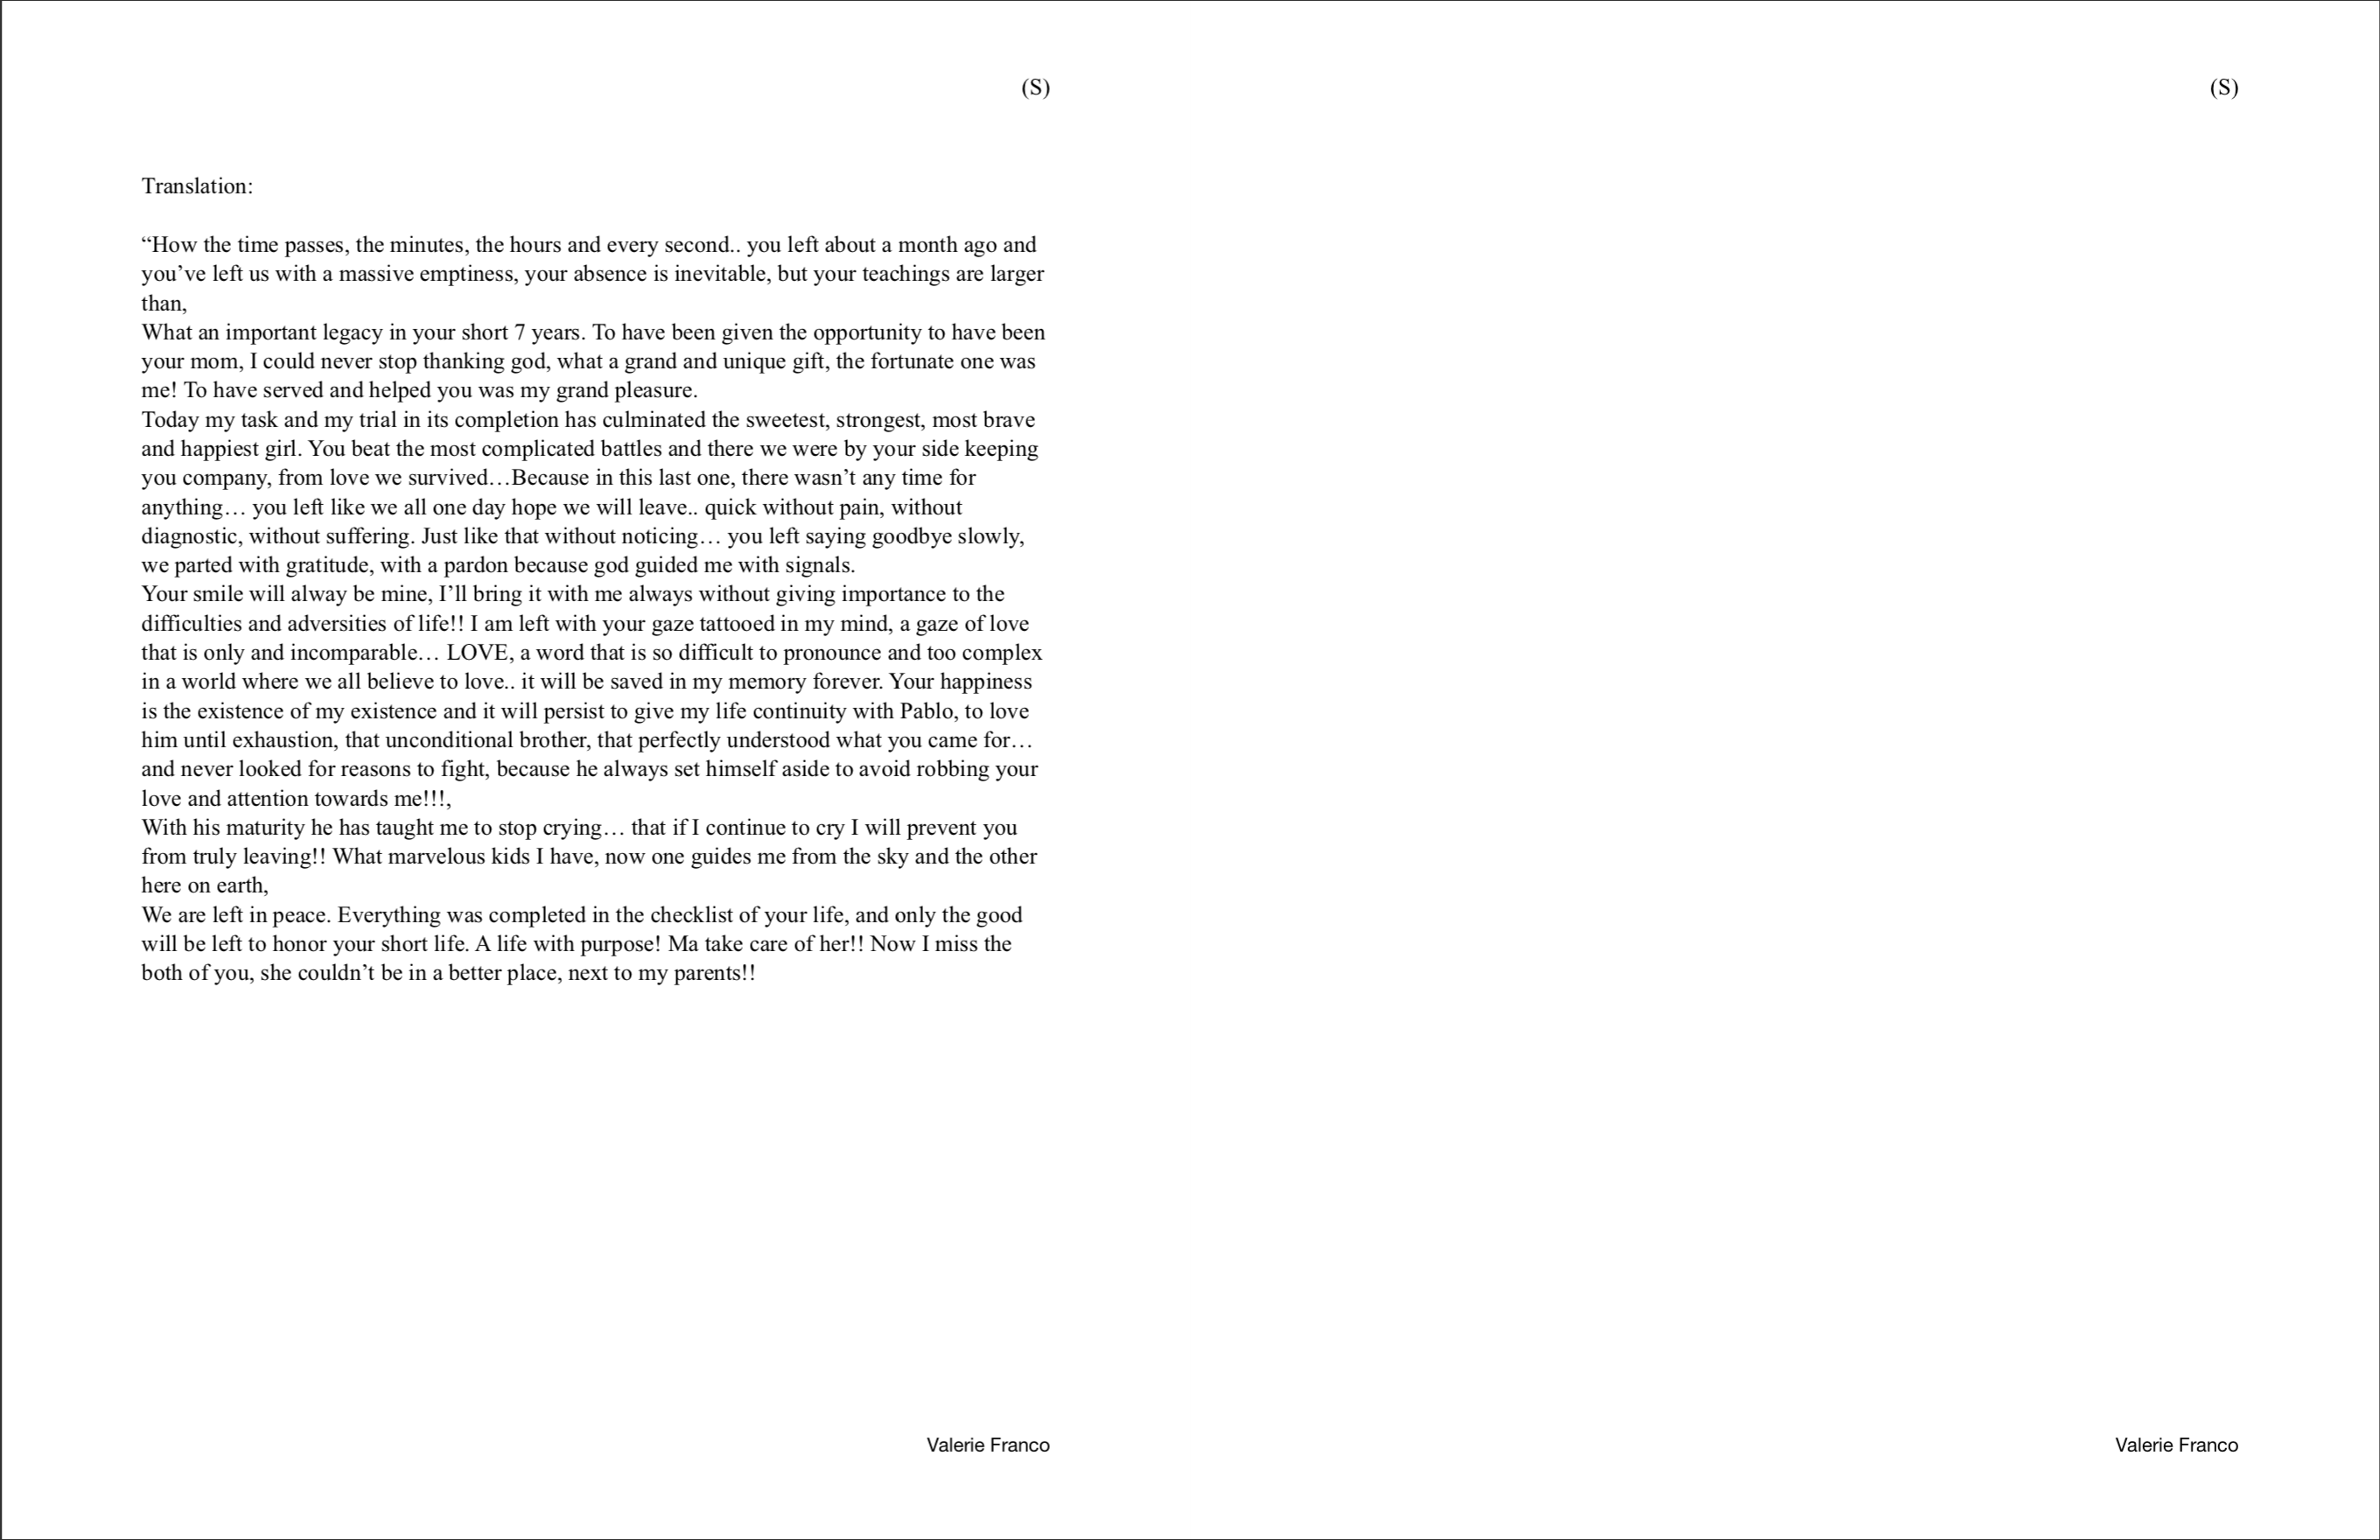 (S)
Translation:
“How the time passes, the minutes, the hours and every second.. you left about a month ago and
you’ve left us with a massive emptiness, your absence is inevitable, but your teachings are larger
than,
What an important legacy in your short 7 years. To have been given the opportunity to have been
your mom, I could never stop thanking god, what a grand and unique gift, the fortunate one was
me! To have served and helped you was my grand pleasure.
Today my task and my trial in its completion has culminated the sweetest, strongest, most brave
and happiest girl. You beat the most complicated battles and there we were by your side keeping
you company, from love we survived…Because in this last one, there wasn’t any time for
anything… you left like we all one day hope we will leave.. quick without pain, without
diagnostic, without suffering. Just like that without noticing… you left saying goodbye slowly,
we parted with gratitude, with a pardon because god guided me with signals.
Your smile will alway be mine, I’ll bring it with me always without giving importance to the
difficulties and adversities of life!! I am left with your gaze tattooed in my mind, a gaze of love
that is only and incomparable… LOVE, a word that is so difficult to pronounce and too complex
in a world where we all believe to love.. it will be saved in my memory forever. Your happiness
is the existence of my existence and it will persist to give my life continuity with Pablo, to love
him until exhaustion, that unconditional brother, that perfectly understood what you came for…
and never looked for reasons to fight, because he always set himself aside to avoid robbing your
love and attention towards me!!!,
With his maturity he has taught me to stop crying… that if I continue to cry I will prevent you
from truly leaving!! What marvelous kids I have, now one guides me from the sky and the other
here on earth,
We are left in peace. Everything was completed in the checklist of your life, and only the good
will be left to honor your short life. A life with purpose! Ma take care of her!! Now I miss the
both of you, she couldn’t be in a better place, next to my parents!!
Valerie Franco
(S)
Valerie Franco